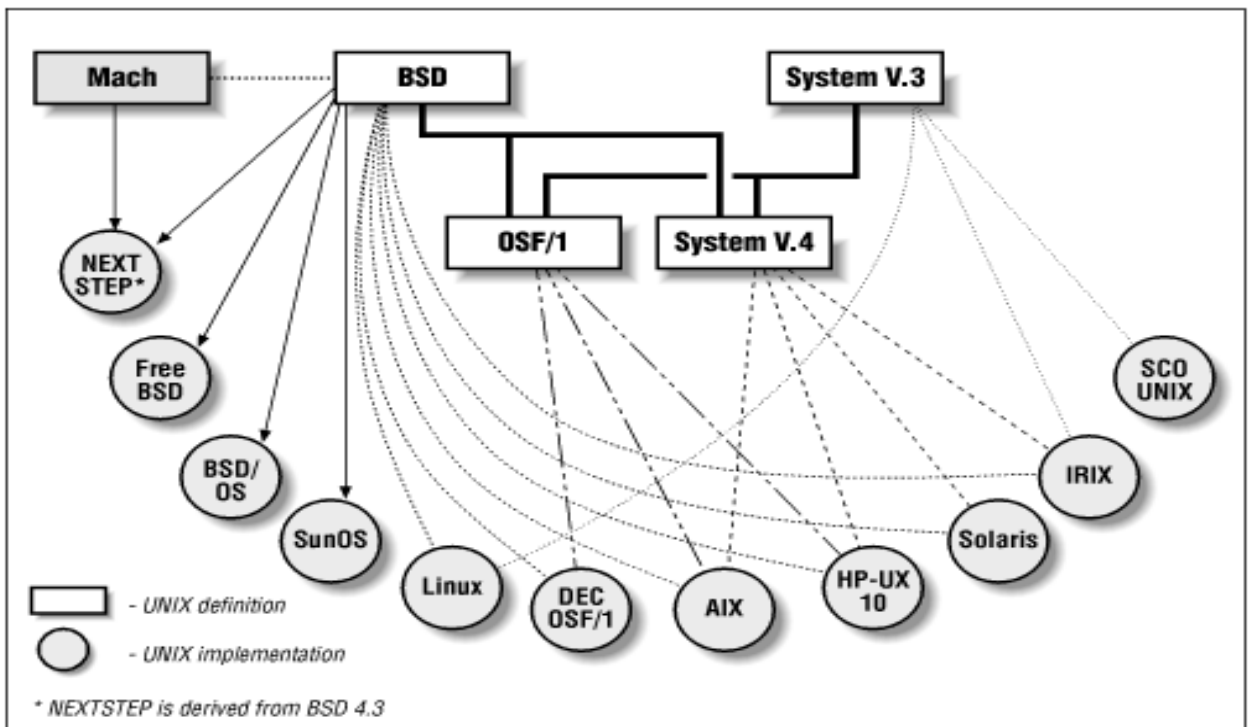 Mach
BSD
System V.3
OSF/1
System V.4
NEXT
STEP*
Free
BSD
SCO
UNIX
BSD/
OS
IRIX
SunOS
Solaris
Linux
DEC
OSF/1
AIX
HP-UX
10
- UNIX definition
- UNIX implementation
* NEXTSTEP is derived from BSD 4.3